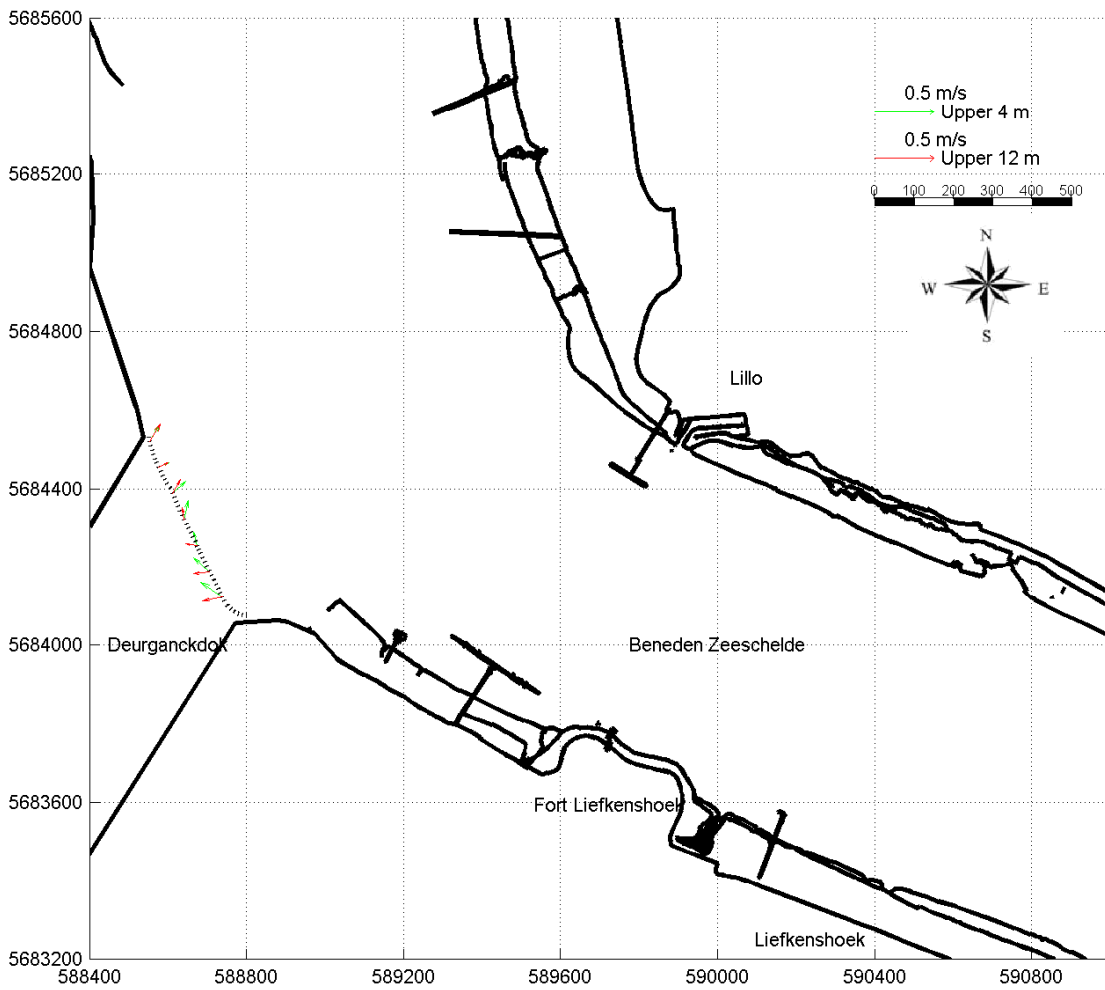 5685600
0.5 m/s
Upper 4 m
0.5 m/s
Upper 12 m
5685200
0 100 200 300 400 500
N
W E
S
5684800
Lillo
5684400
5684000
Deurganckdok
Beneden Zeeschelde
5683600
Fort Liefkenshoek
Liefkenshoek
5683200
588400 588800 589200 589600 590000 590400 590800